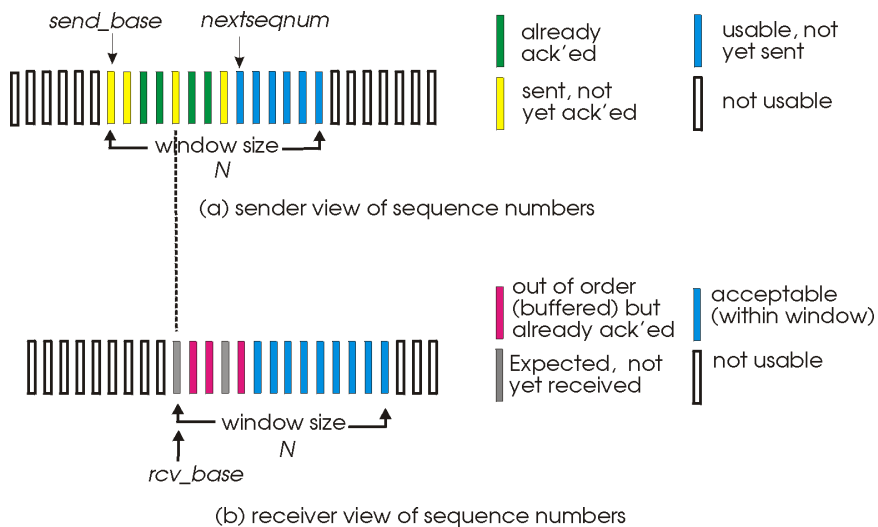 send_base
nextseqnum
already
ack'ed
usable, not
yet sent
sent, not
yet ack'ed
not usable
window size
N
(a) sender view of sequence numbers
out of order
(buffered) but
already ack'ed
acceptable
(within window)
Expected, not
yet received
not usable
window size
N
rcv_base
(b) receiver view of sequence numbers